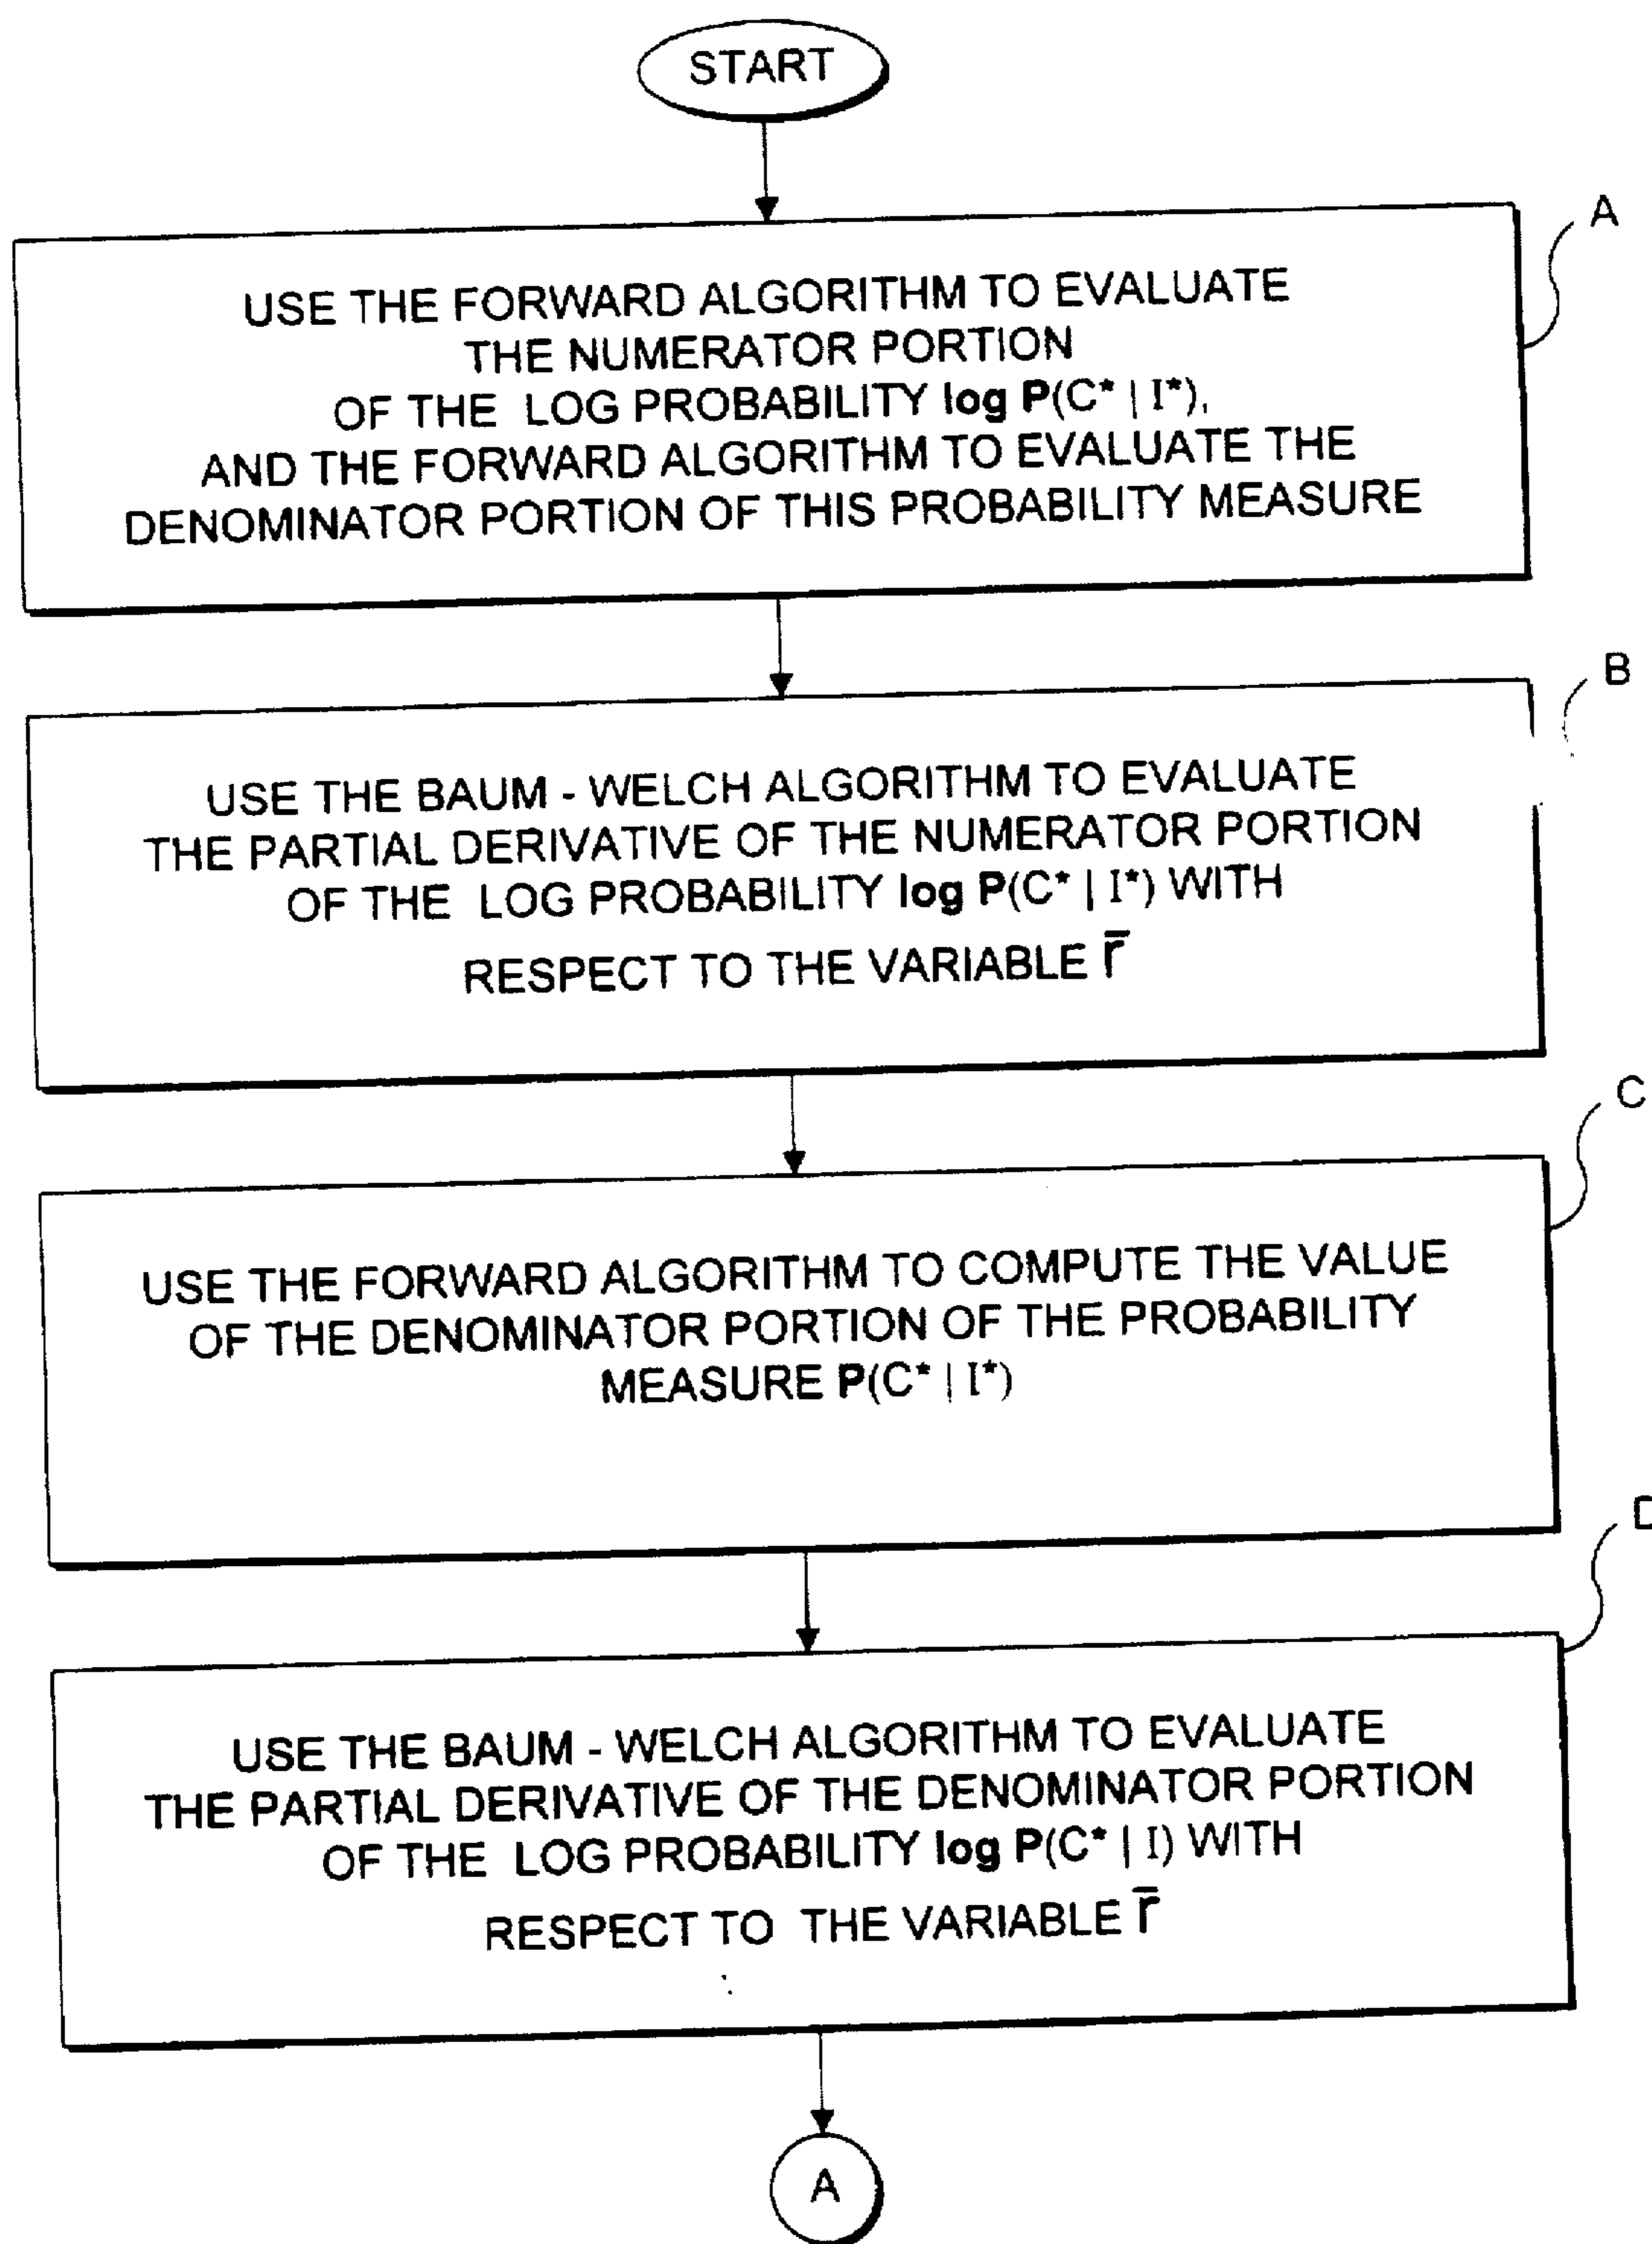 START
A
USE THE FORWARD ALGORITHM TO EVALUATE
THE NUMERATOR PORTION
OF THE LOG PROBABILITY log P(C* | I*),
AND THE FORWARD ALGORITHM TO EVALUATE THE
DENOMINATOR PORTION OF THIS PROBABILITY MEASURE
B
USE THE BAUM - WELCH ALGORITHM TO EVALUATE
THE PARTIAL DERIVATIVE OF THE NUMERATOR PORTION
OF THE LOG PROBABILITY log P(C* | I*) WITH
RESPECT TO THE VARIABLE r̄
C
USE THE FORWARD ALGORITHM TO COMPUTE THE VALUE
OF THE DENOMINATOR PORTION OF THE PROBABILITY
MEASURE P(C* | I*)
D
USE THE BAUM - WELCH ALGORITHM TO EVALUATE
THE PARTIAL DERIVATIVE OF THE DENOMINATOR PORTION
OF THE LOG PROBABILITY log P(C* | I) WITH
RESPECT TO THE VARIABLE r̄
A